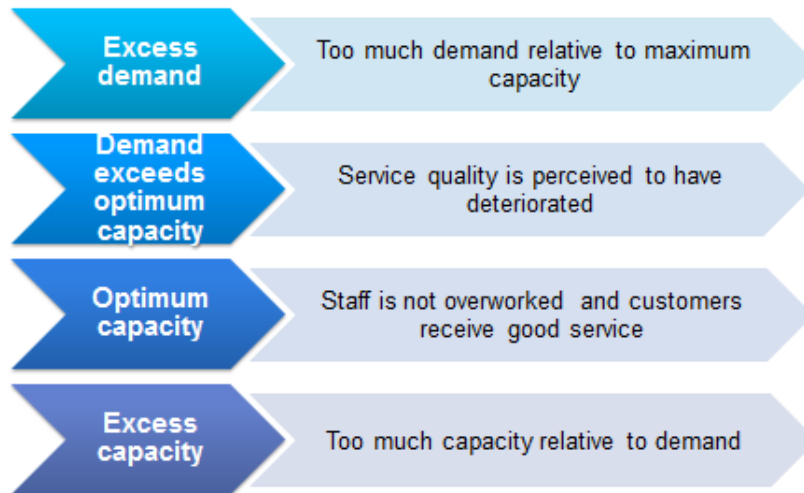 Excess
demand
Too much demand relative to maximum
capacity
Demand
exceeds
optimum
capacity
Service quality is perceived to have
deteriorated
Optimum
capacity
Staff is not overworked and customers
receive good service
Excess
capacity
Too much capacity relative to demand